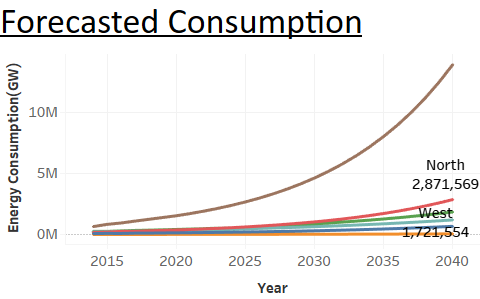 Forecasted Consumption
Energy Consumption(GW)
10M
5M
0M
North
2,871,569
West
1,721,554
2015
2020
2025
2030
2035
2040
Year